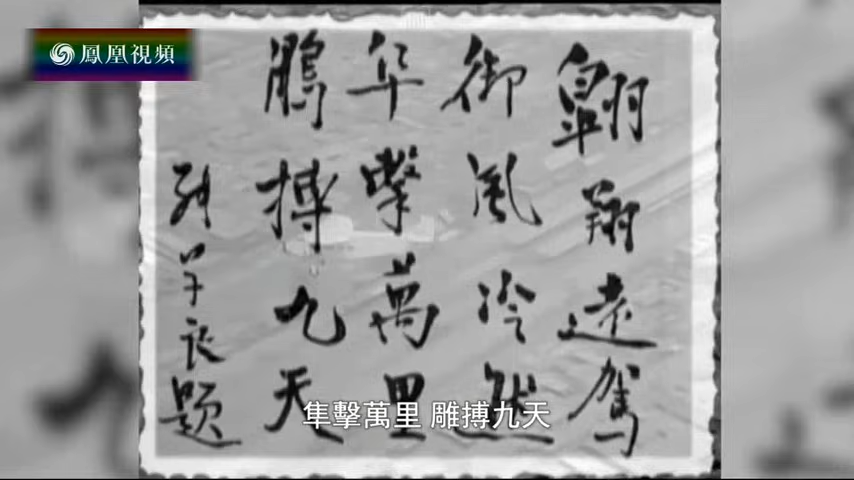 鳳凰視頻
翺翔遠駕
御風冷然
隼擊萬里
鵰搏九天
張學良題
隼擊萬里 雕搏九天